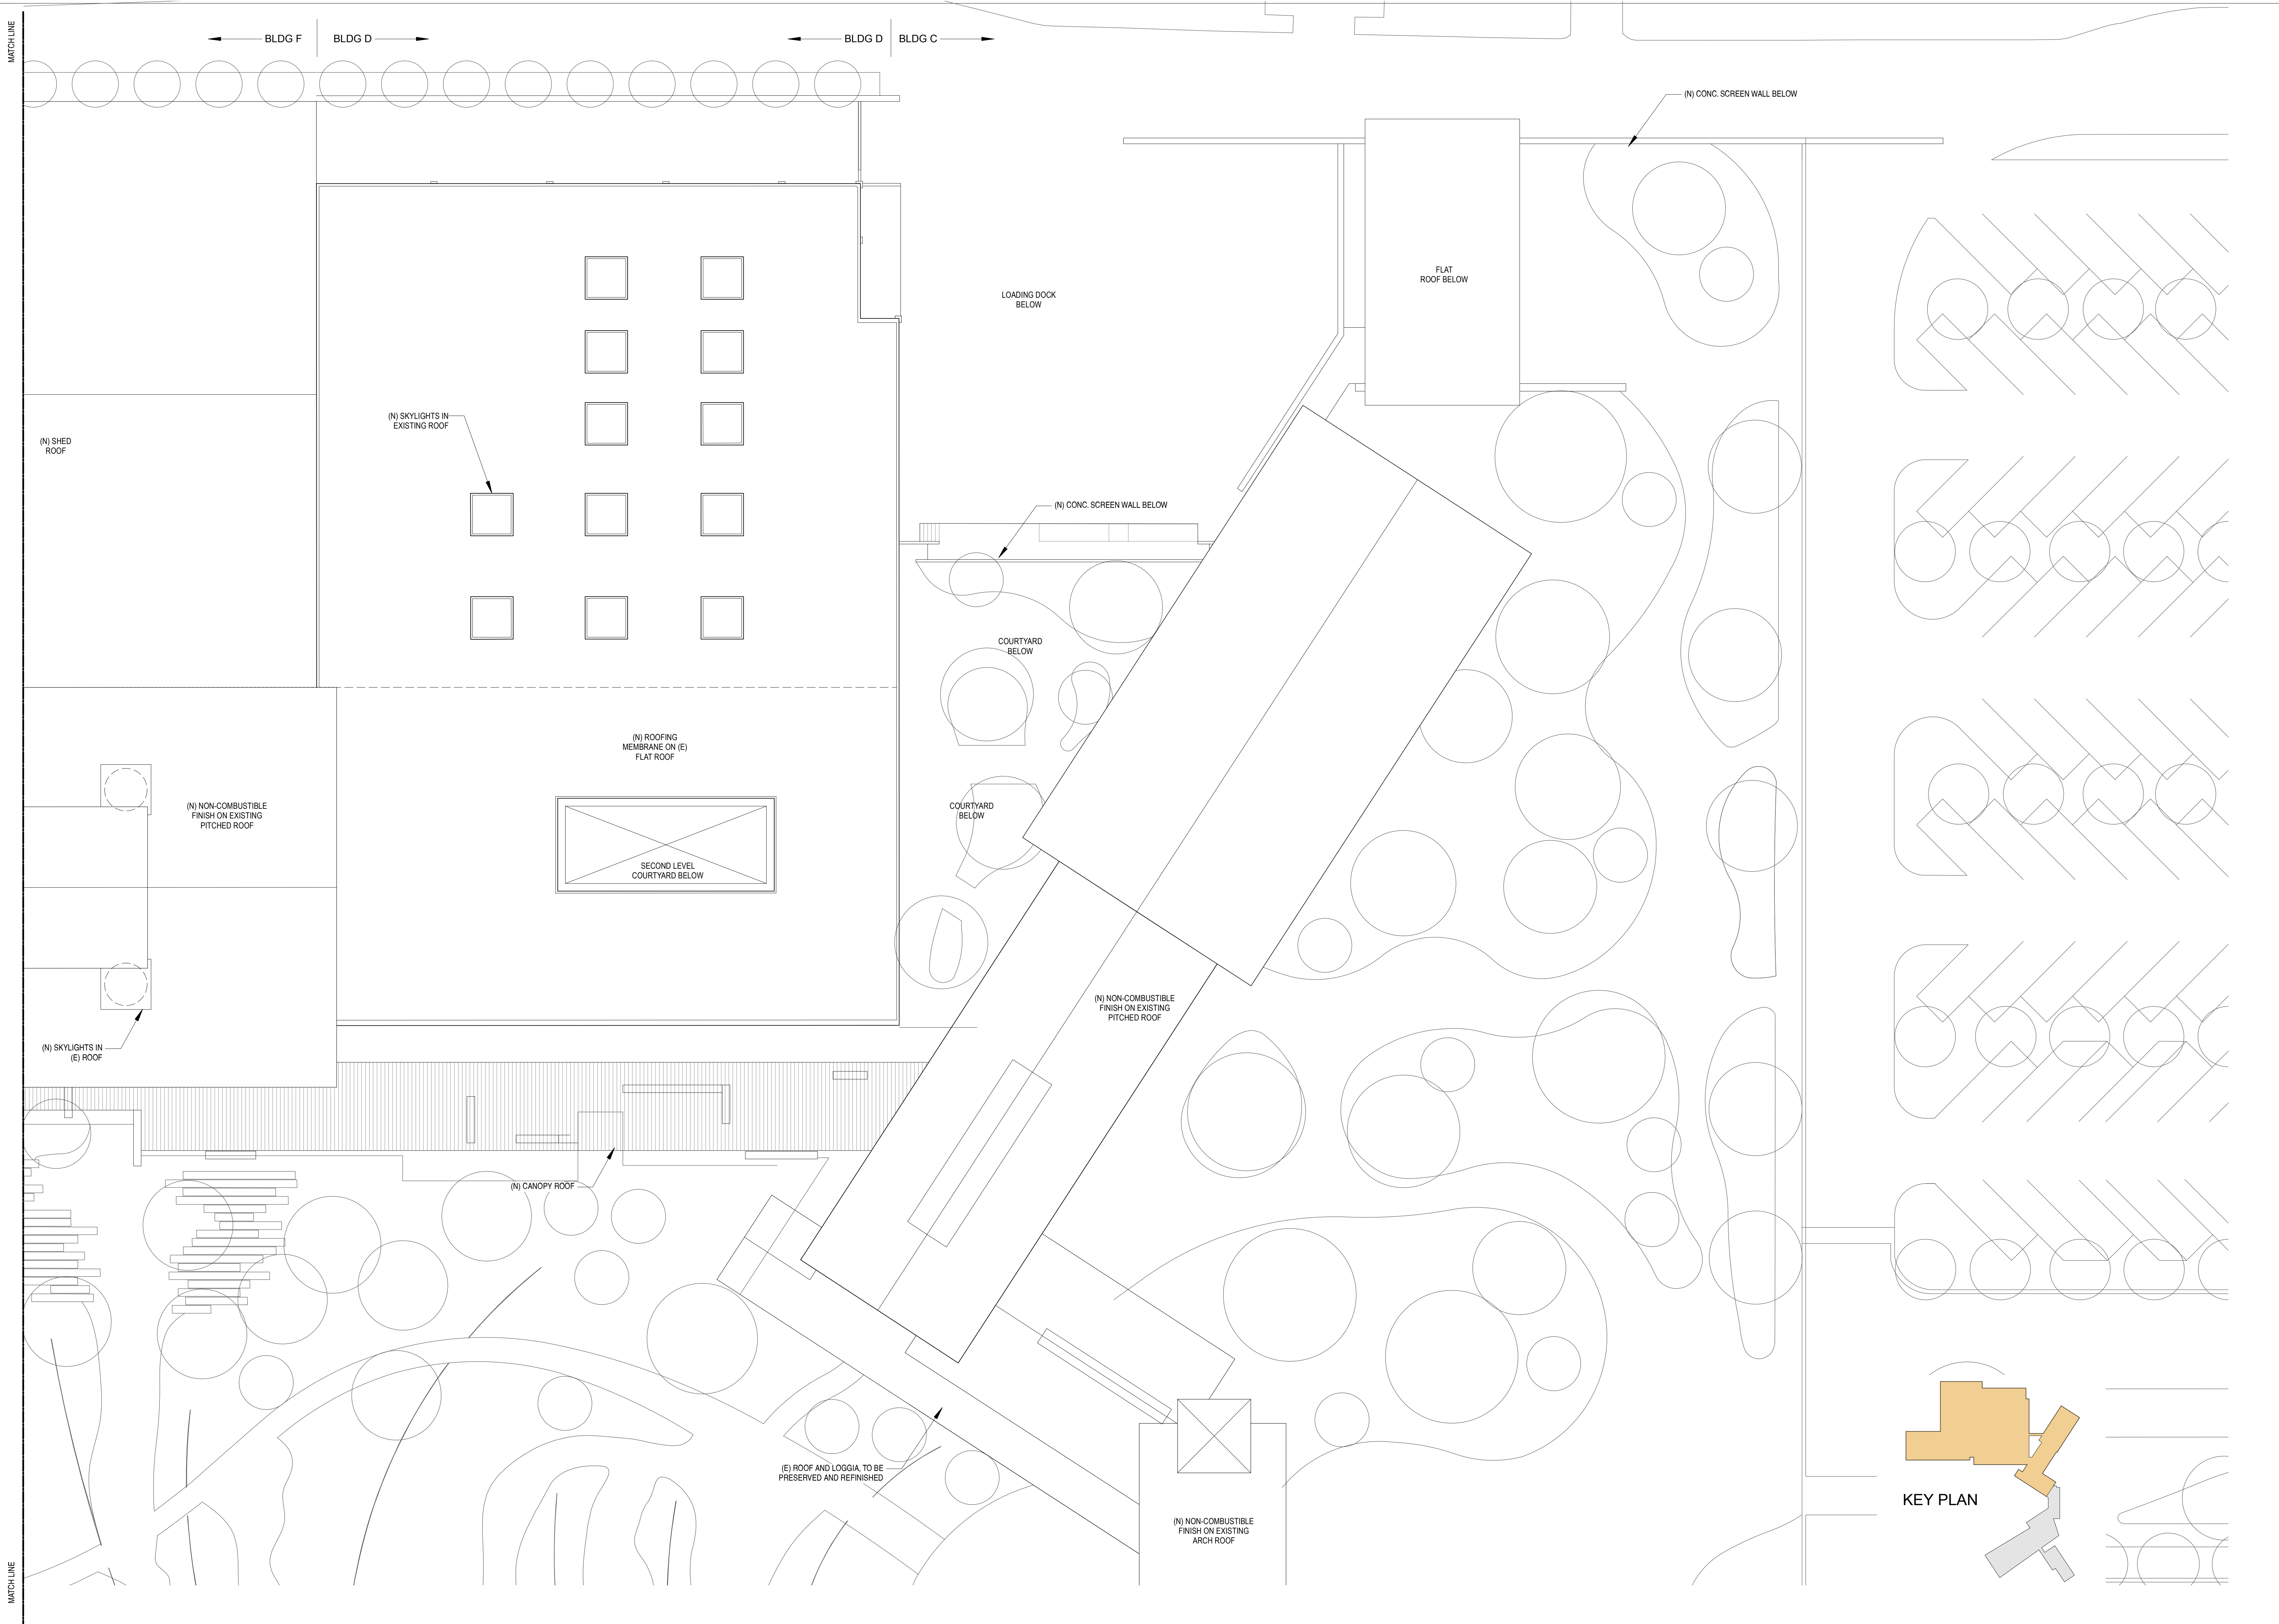 MATCH LINE
BLDG F
BLDG D
BLDG D
BLDG C
(N) CONC. SCREEN WALL BELOW
FLAT
ROOF BELOW
LOADING DOCK
BELOW
(N) SKYLIGHTS IN
EXISTING ROOF
(N) SHED
ROOF
(N) CONC. SCREEN WALL BELOW
COURTYARD
BELOW
(N) ROOFING
MEMBRANE ON (E)
FLAT ROOF
(N) NON-COMBUSTIBLE
FINISH ON EXISTING
PITCHED ROOF
COURTYARD
BELOW
SECOND LEVEL
COURTYARD BELOW
(N) NON-COMBUSTIBLE
FINISH ON EXISTING
PITCHED ROOF
(N) SKYLIGHTS IN
(E) ROOF
(N) CANOPY ROOF
(E) ROOF AND LOGGIA, TO BE
PRESERVED AND REFINISHED
KEY PLAN
(N) NON-COMBUSTIBLE
FINISH ON EXISTING
ARCH ROOF
MATCH LINE